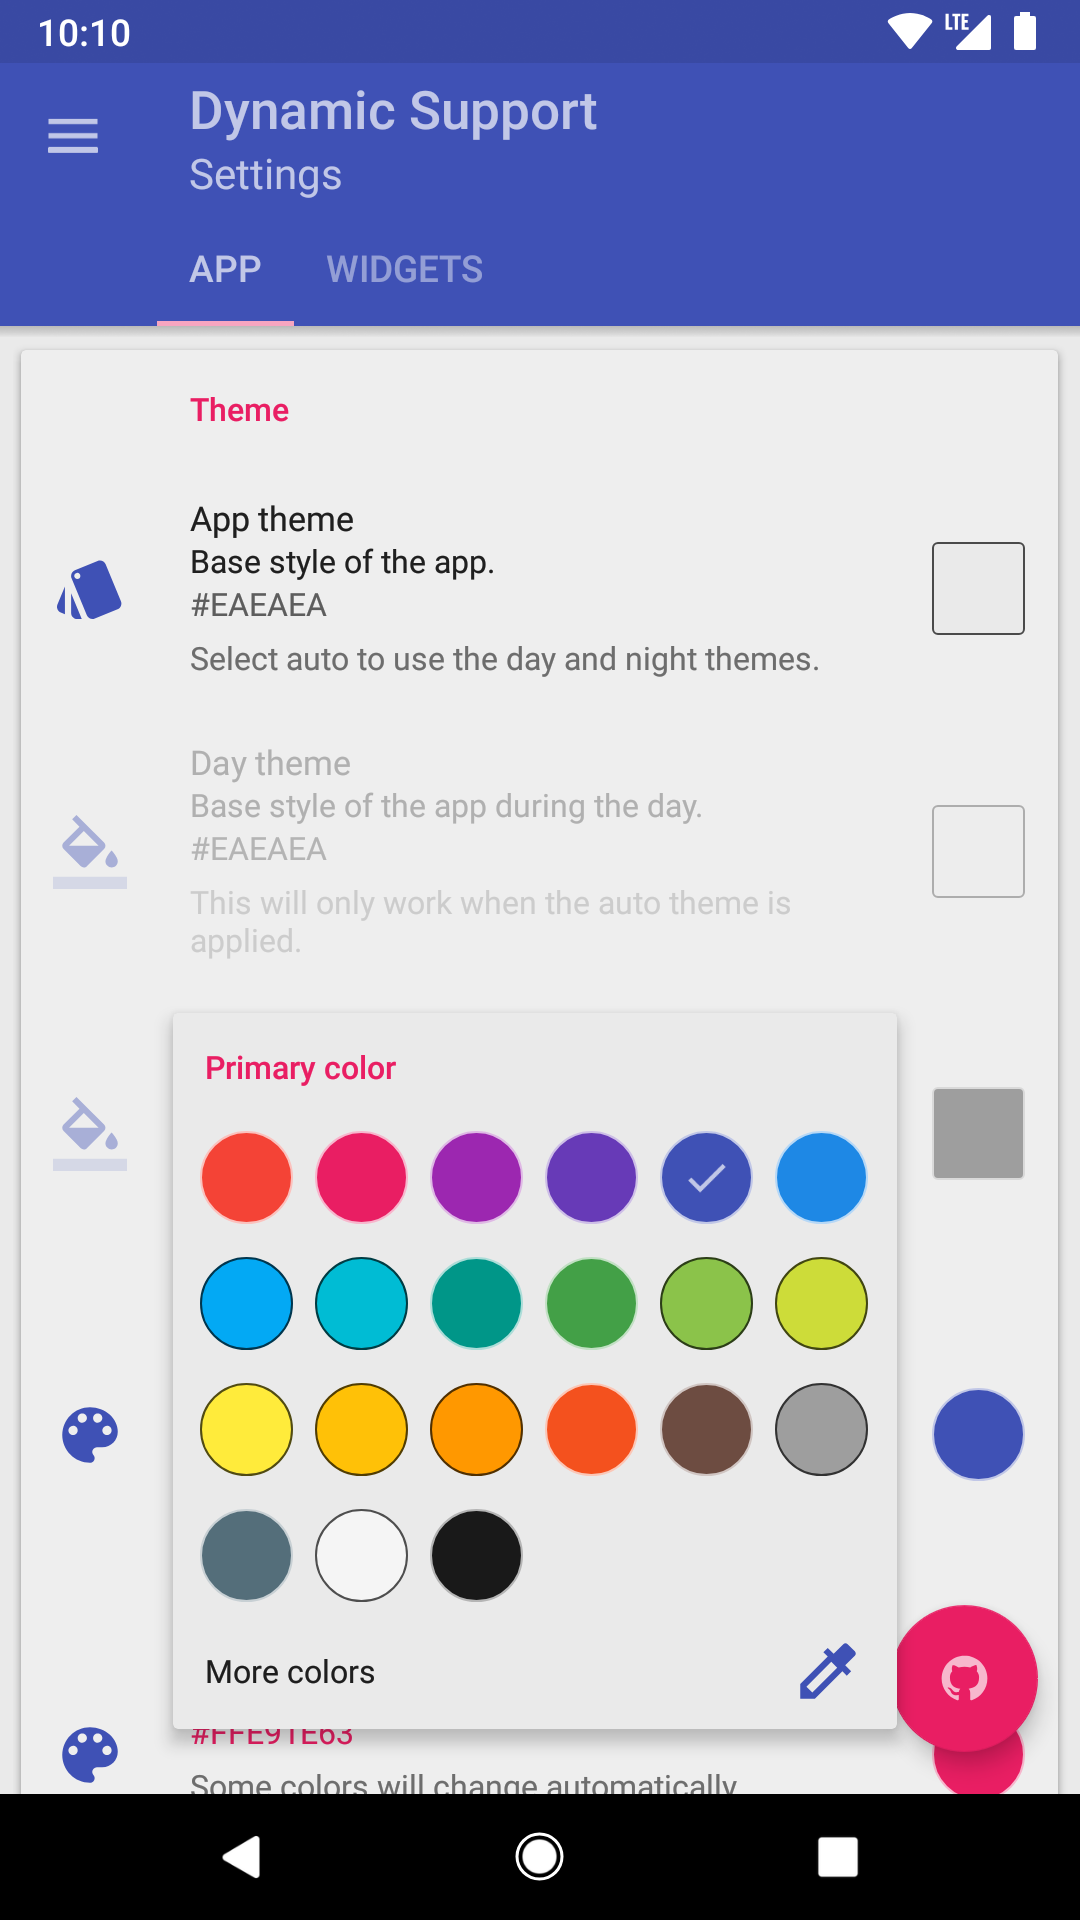 10:10
LTE
Dynamic Support
Settings
APP
WIDGETS
Theme
App theme
Base style of the app.
#EAEAEA
Select auto to use the day and night themes.
Day theme
Base style of the app during the day.
#EAEAEA
This will only work when the auto theme is
applied.
Primary color
More colors
#FFE91E63
Some colors will change automatically